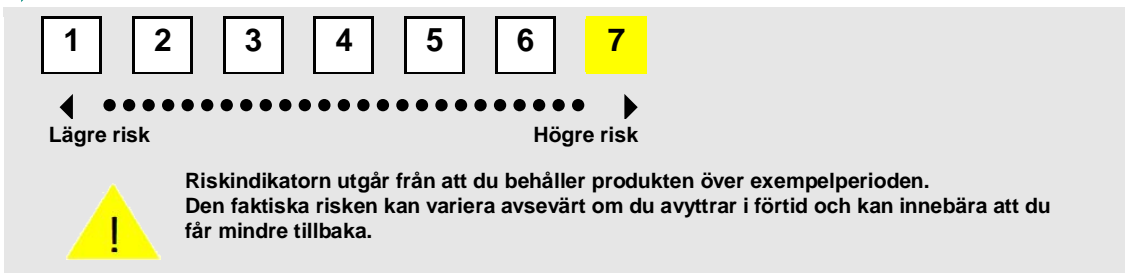 1 2 3 4 5 6 7
Lägre risk Högre risk
Riskindikatorn utgår från att du behåller produkten över exempelperioden.
Den faktiska risken kan variera avsevärt om du avyttrar i förtid och kan innebära att du
får mindre tillbaka.
!